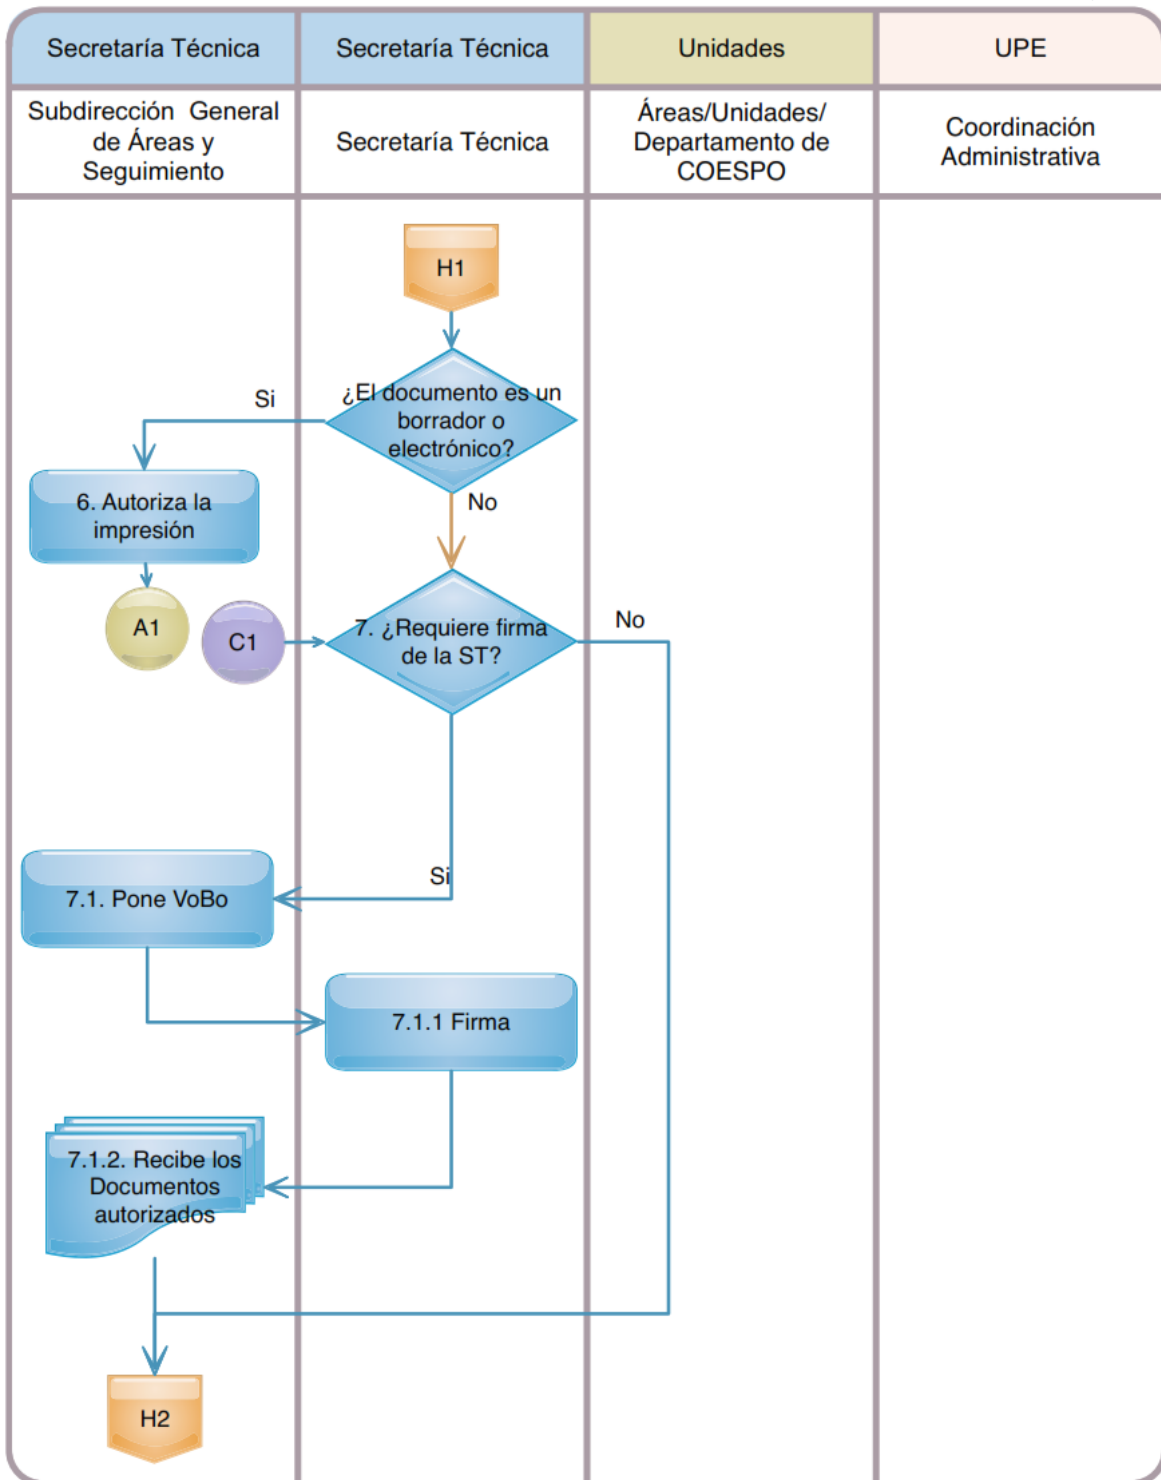 Secretaría Técnica
Secretaría Técnica
Unidades
UPE
Subdirección General
de Áreas y
Seguimiento
Secretaría Técnica
Áreas/Unidades/
Departamento de
COESPO
Coordinación
Administrativa
H1
¿El documento es un
borrador o
electrónico?
Si
6. Autoriza la
impresión
No
A1
C1
7. ¿Requiere firma
de la ST?
No
Si
7.1. Pone VoBo
7.1.1 Firma
7.1.2. Recibe los
Documentos
autorizados
H2